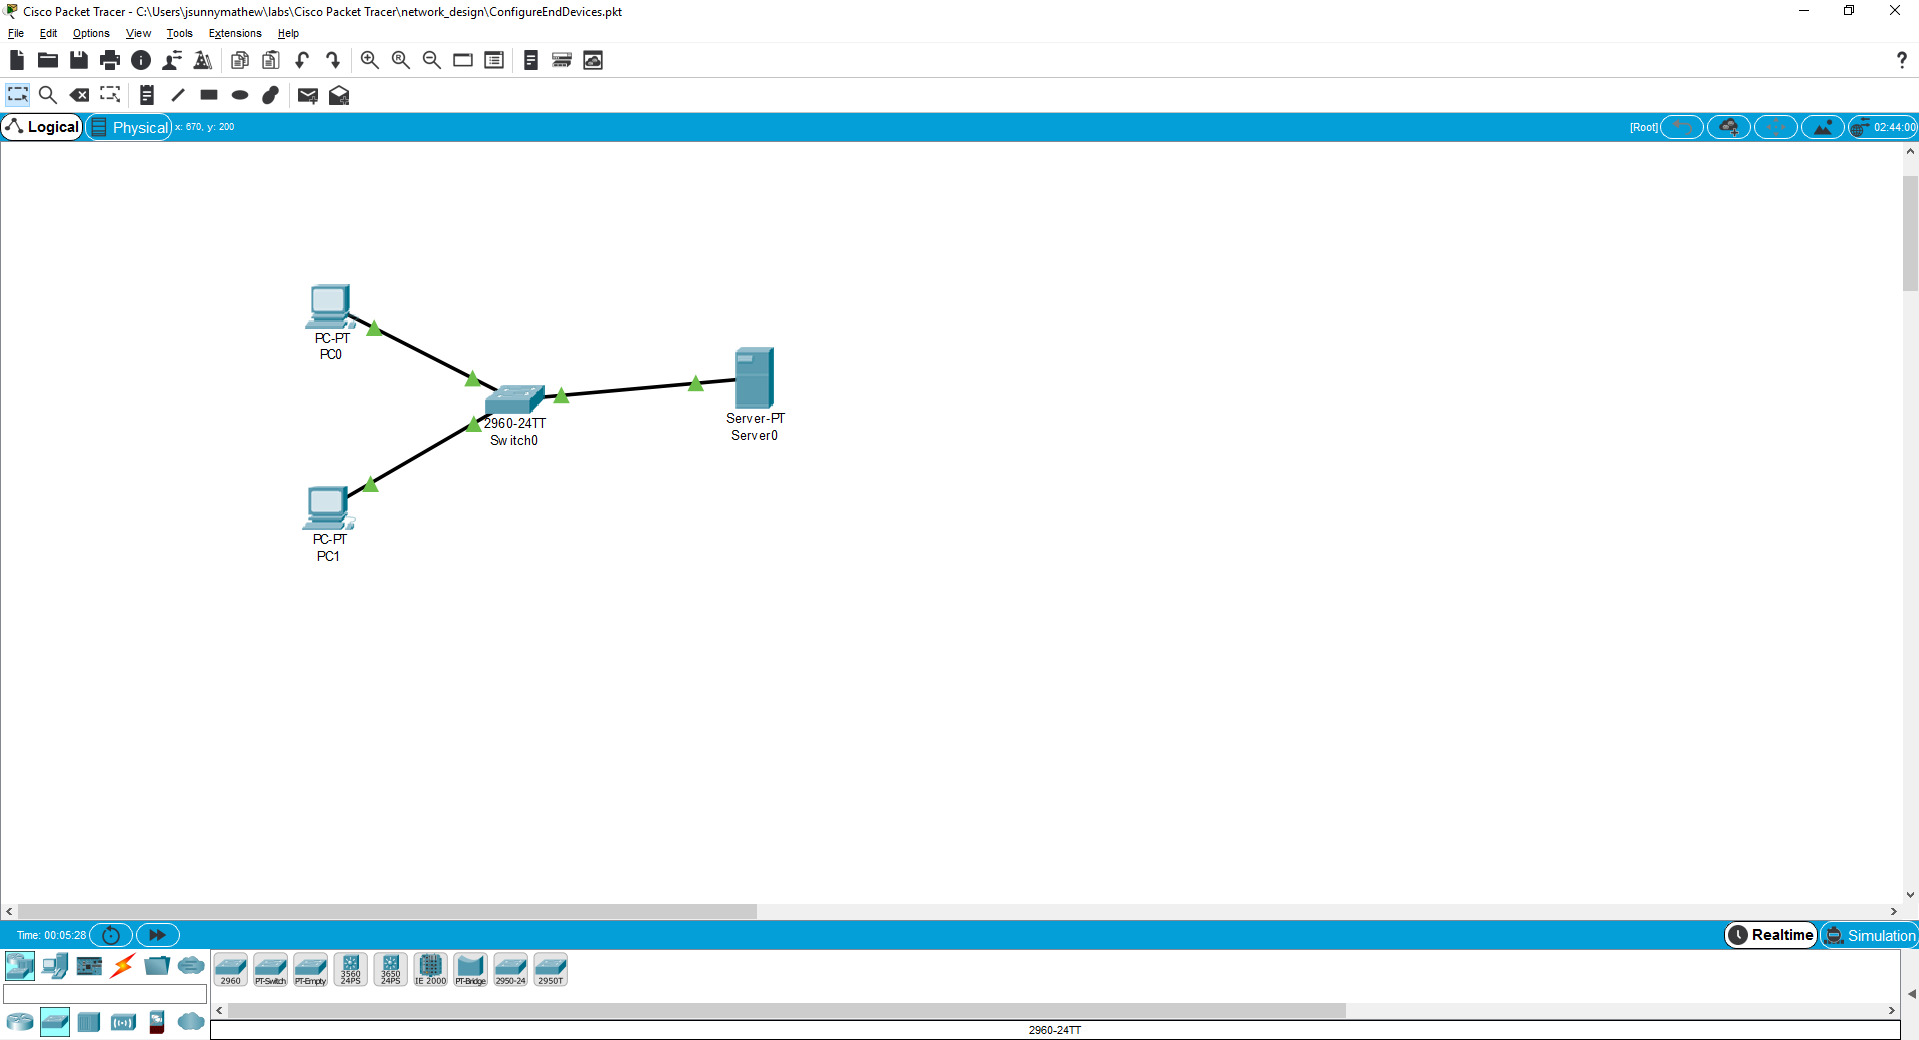 Cisco Packet Tracer - C:\Users\jsunnymathew\labs\Cisco Packet Tracer\network_design\ConfigureEndDevices.pkt
File Edit Options View Tools Extensions Help
?
Logical Physical x: 670, y: 200 [Root] 02:44:00
PC-PT
PC0
2960-24TT
Switch0
Server-PT
Server0
PC-PT
PC1
Time: 00:05:28 Realtime Simulation
2960 PT-Switch PT-Empty 3560 24PS 3650 24PS IE 2000 PT-Bridge 2950-24 2950T
2960-24TT